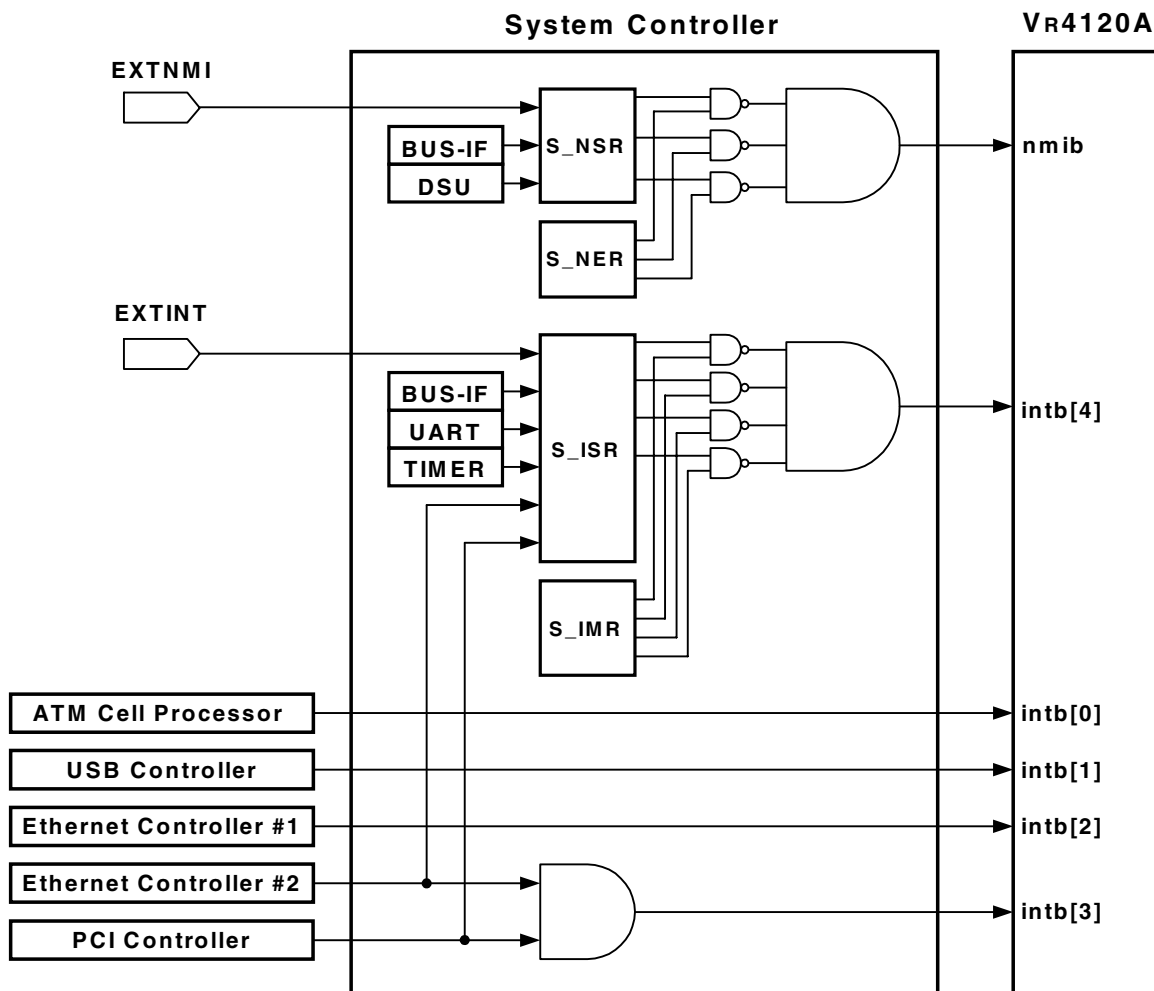 System Controller
VR4120A
EXTNMI
BUS-IF
DSU
S_NSR
S_NER
nmib
EXTINT
BUS-IF
UART
TIMER
S_ISR
S_IMR
intb[4]
ATM Cell Processor
intb[0]
USB Controller
intb[1]
Ethernet Controller #1
intb[2]
Ethernet Controller #2
PCI Controller
intb[3]